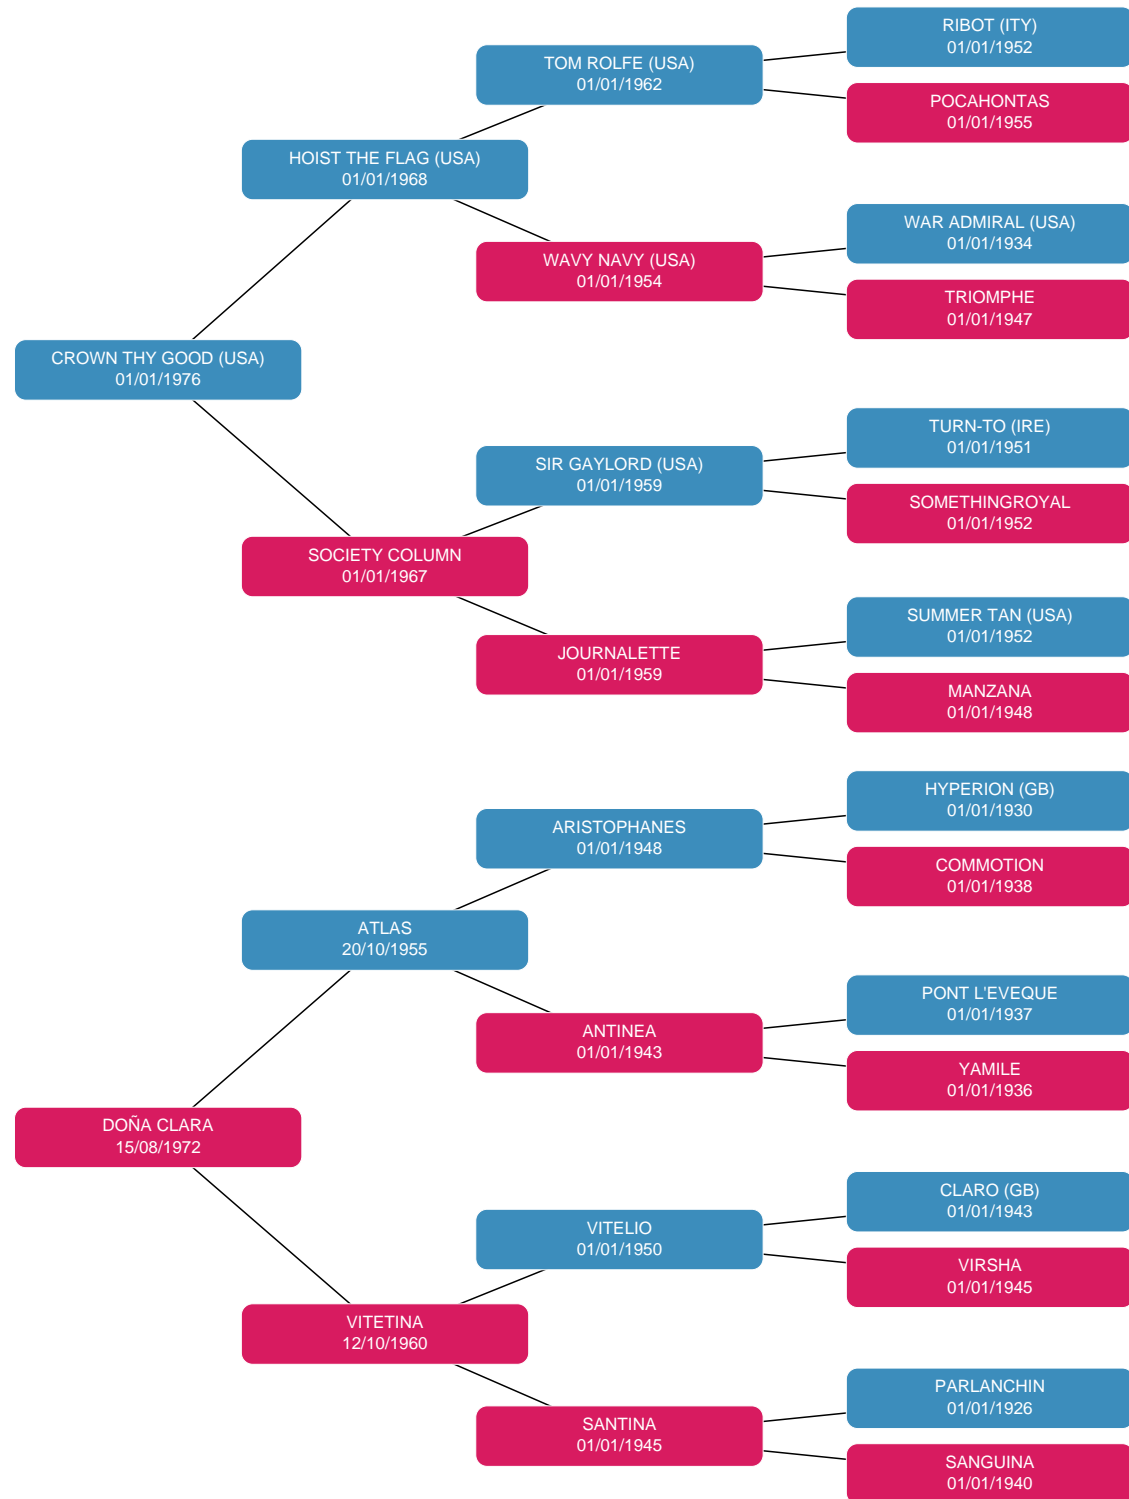 RIBOT (ITY)
01/01/1952
TOM ROLFE (USA)
01/01/1962
POCAHONTAS
01/01/1955
HOIST THE FLAG (USA)
01/01/1968
WAR ADMIRAL (USA)
01/01/1934
WAVY NAVY (USA)
01/01/1954
TRIOMPHE
01/01/1947
CROWN THY GOOD (USA)
01/01/1976
TURN-TO (IRE)
01/01/1951
SIR GAYLORD (USA)
01/01/1959
SOMETHINGROYAL
01/01/1952
SOCIETY COLUMN
01/01/1967
SUMMER TAN (USA)
01/01/1952
JOURNALETTE
01/01/1959
MANZANA
01/01/1948
HYPERION (GB)
01/01/1930
ARISTOPHANES
01/01/1948
COMMOTION
01/01/1938
ATLAS
20/10/1955
PONT L'EVEQUE
01/01/1937
ANTINEA
01/01/1943
YAMILE
01/01/1936
DOÑA CLARA
15/08/1972
CLARO (GB)
01/01/1943
VITELIO
01/01/1950
VIRSHA
01/01/1945
VITETINA
12/10/1960
PARLANCHIN
01/01/1926
SANTINA
01/01/1945
SANGUINA
01/01/1940